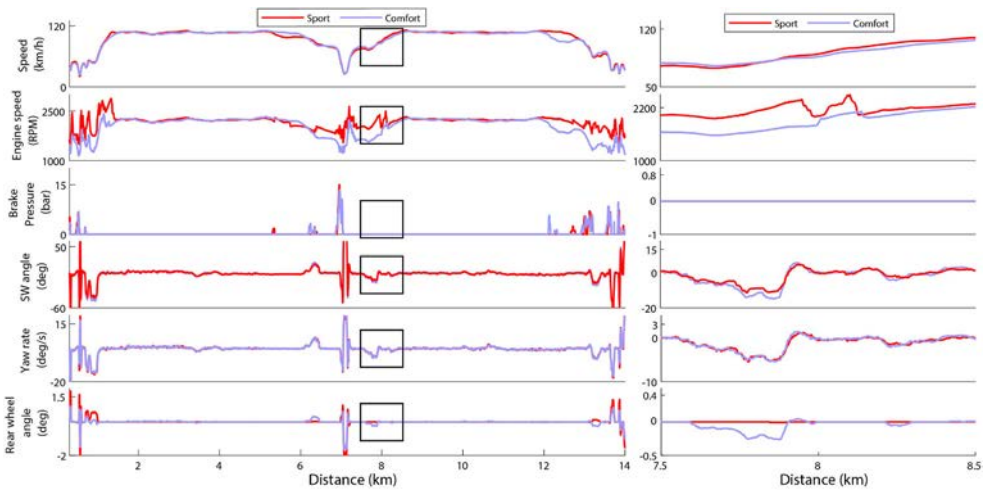 Sport Comfort
120
Speed
(km/h)
0
2500
Engine speed
(RPM)
1000
15
Brake
Pressure
(bar)
0
50
SW angle
(deg)
-60
15
Yaw rate
(deg/s)
-20
1.5
Rear wheel
angle
(deg)
-2
2 4 6 8 10 12 14
Distance (km)
Sport Comfort
120
50
2200
1000
0.8
0
-1
15
0
-20
3
0
-10
0.4
0
-0.5
7.5 8 8.5
Distance (km)